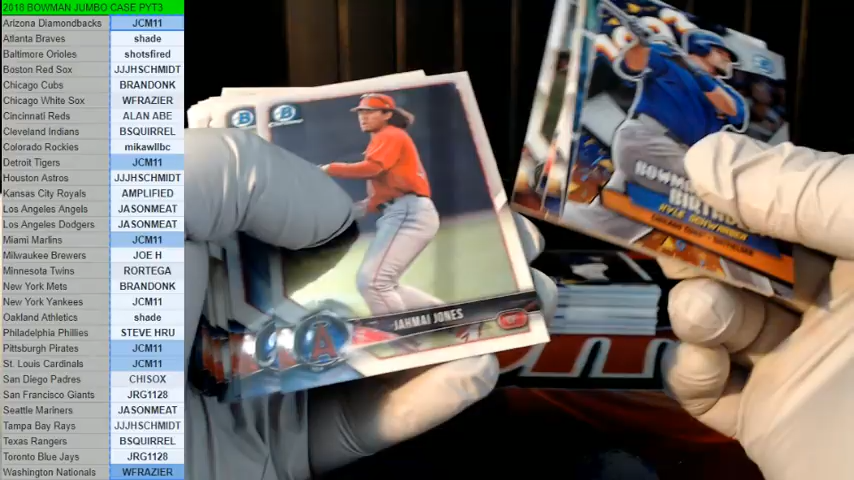 2018 BOWMAN JUMBO CASE PYT3
Arizona Diamondbacks JCM11
Atlanta Braves shade
Baltimore Orioles shotsfired
Boston Red Sox JJJHSCHMIDT
Chicago Cubs BRANDONK
Chicago White Sox WFRAZIER
Cincinnati Reds ALAN ABE
Cleveland Indians BSQUIRREL
Colorado Rockies mikawllbc
Detroit Tigers JCM11
Houston Astros JJJHSCHMIDT
Kansas City Royals AMPLIFIED
Los Angeles Angels JASONMEAT
Los Angeles Dodgers JASONMEAT
Miami Marlins JCM11
Milwaukee Brewers JOE H
Minnesota Twins RORTEGA
New York Mets BRANDONK
New York Yankees JCM11
Oakland Athletics shade
Philadelphia Phillies STEVE HRU
Pittsburgh Pirates JCM11
St. Louis Cardinals JCM11
San Diego Padres CHISOX
San Francisco Giants JRG1128
Seattle Mariners JASONMEAT
Tampa Bay Rays JJJHSCHMIDT
Texas Rangers BSQUIRREL
Toronto Blue Jays JRG1128
Washington Nationals WFRAZIER
JAHMAI JONES
A
BOWMAN
KYLE SCHWARBER